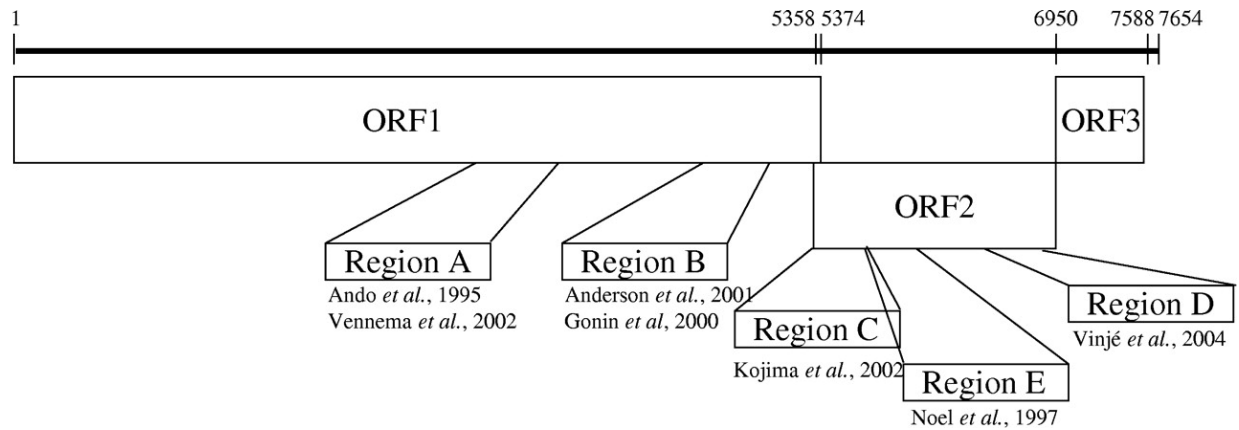 1 5358 5374 6950 7588 7654
ORF1 ORF3
ORF2
Region A Region B
Ando et al., 1995 Anderson et al., 2001
Vennema et al., 2002 Gonin et al, 2000
Region C Region D
Kojima et al., 2002 Vinjé et al., 2004
Region E
Noel et al., 1997